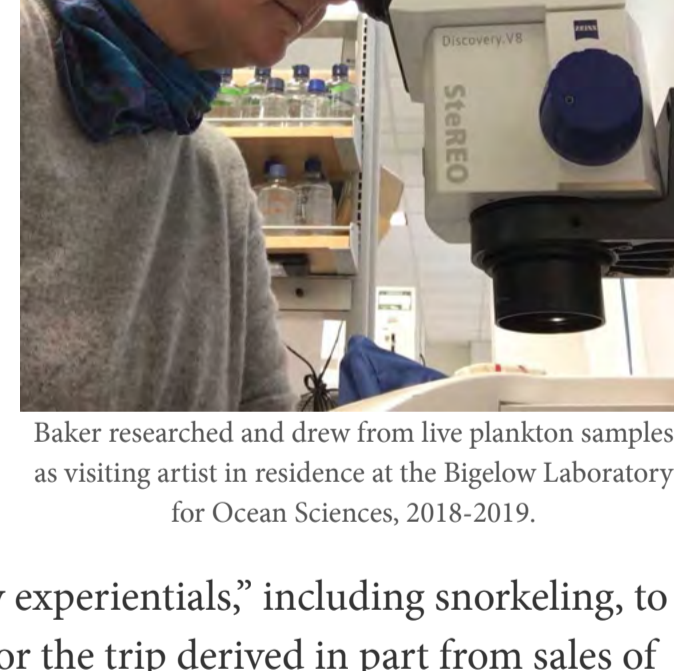 ZEISS
Discovery.V8
SteREO
Baker researched and drew from live plankton samples
as visiting artist in residence at the Bigelow Laboratory
for Ocean Sciences, 2018-2019.
experientials,” including snorkeling, to
the trip derived in part from sales of